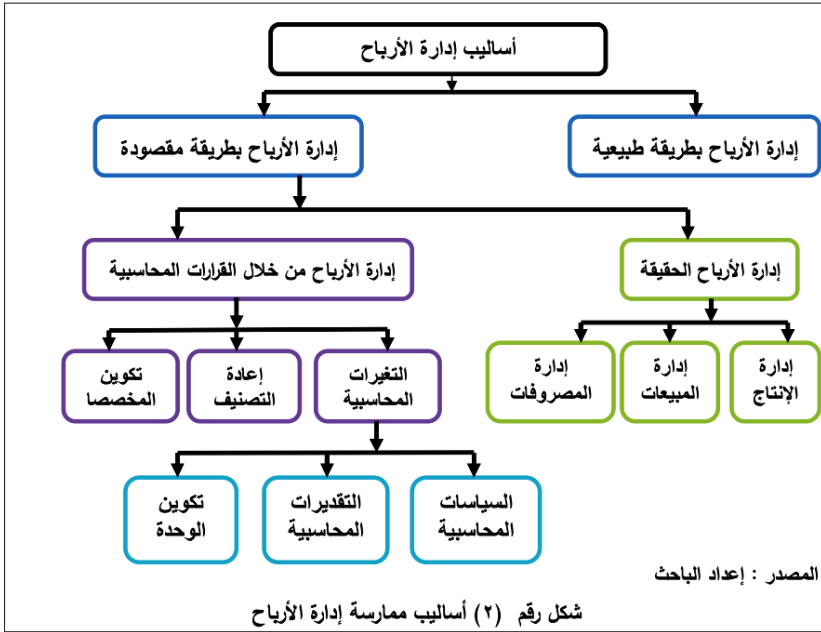 أساليب إدارة الأرباح
إدارة الأرباح بطريقة طبيعية
إدارة الأرباح بطريقة مقصودة
إدارة الأرباح الحقيقة
إدارة الأرباح من خلال القرارات المحاسبية
إدارة
الإنتاج
إدارة
المبيعات
إدارة
المصروفات
التغيرات
المحاسبية
إعادة
التصنيف
تكوين
المخصصا
السياسات
المحاسبية
التقديرات
المحاسبية
تكوين
الوحدة
المصدر : إعداد الباحث
شكل رقم (٢) أساليب ممارسة إدارة الأرباح